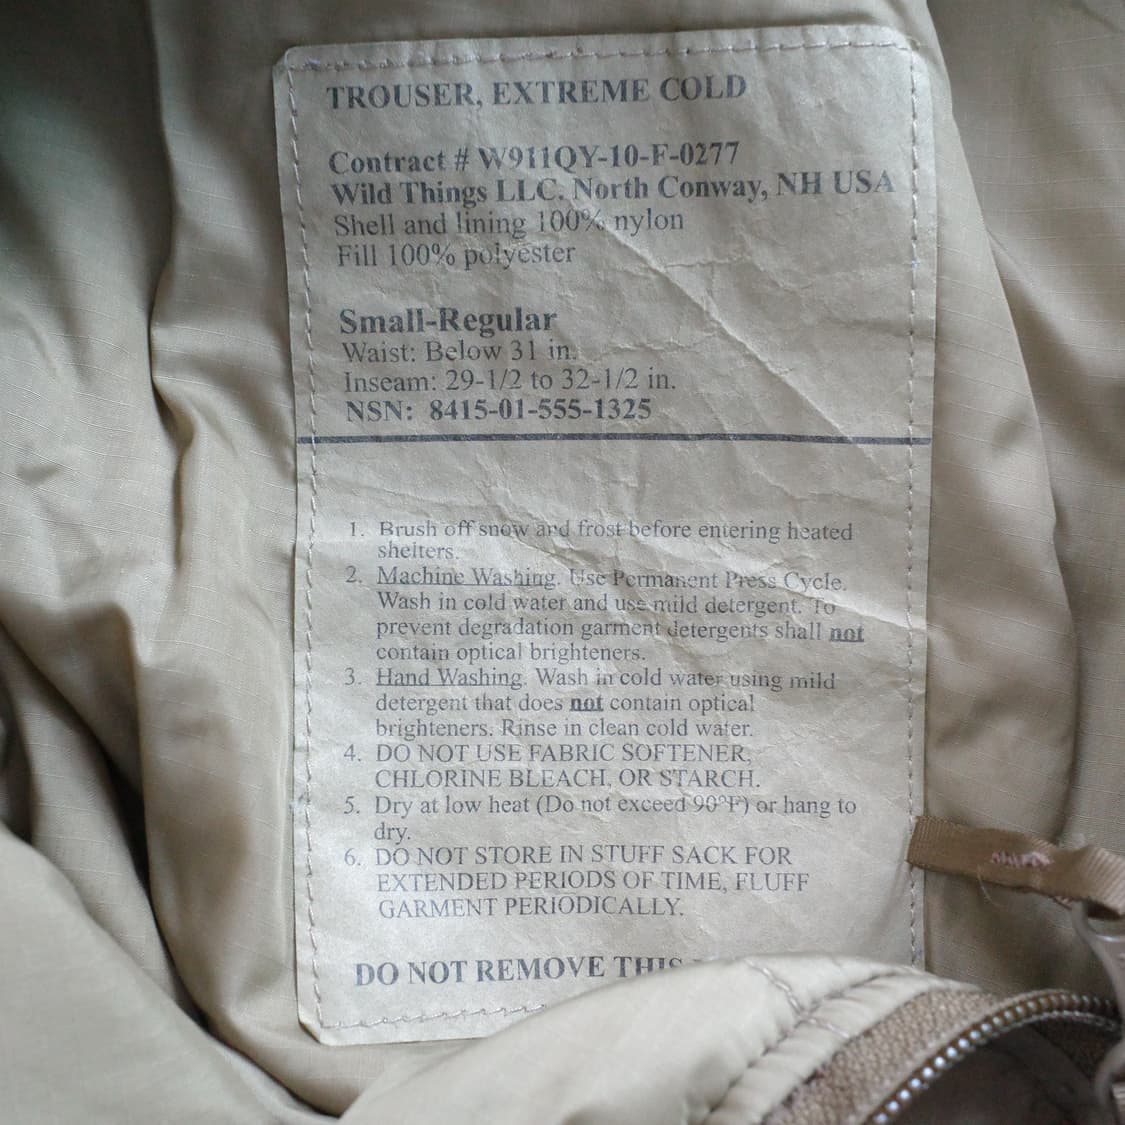 TROUSER, EXTREME COLD
Contract # W911QY-10-F-0277
Wild Things LLC. North Conway, NH USA
Shell and lining 100% nylon
Fill 100% polyester
Small-Regular
Waist: Below 31 in.
Inseam: 29-1/2 to 32-1/2 in.
NSN: 8415-01-555-1325
1. Brush off snow and frost before entering heated
shelters.
2. Machine Washing. Use Permanent Press Cycle.
Wash in cold water and use mild detergent. To
prevent degradation garment detergents shall not
contain optical brighteners.
3. Hand Washing. Wash in cold water using mild
detergent that does not contain optical
brighteners. Rinse in clean cold water.
4. DO NOT USE FABRIC SOFTENER,
CHLORINE BLEACH, OR STARCH.
5. Dry at low heat (Do not exceed 90°F) or hang to
dry.
6. DO NOT STORE IN STUFF SACK FOR
EXTENDED PERIODS OF TIME, FLUFF
GARMENT PERIODICALLY.
DO NOT REMOVE THIS